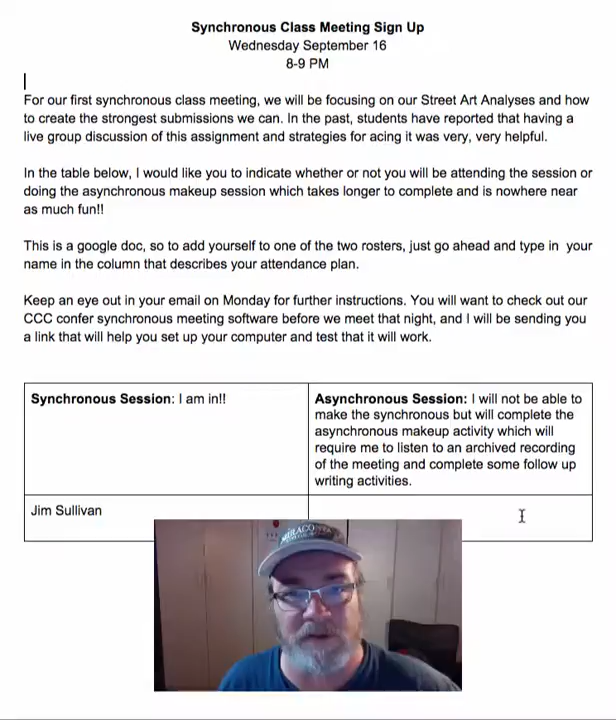 Synchronous Class Meeting Sign Up
Wednesday September 16
8-9 PM
For our first synchronous class meeting, we will be focusing on our Street Art Analyses and how
to create the strongest submissions we can. In the past, students have reported that having a
live group discussion of this assignment and strategies for acing it was very, very helpful.
In the table below, I would like you to indicate whether or not you will be attending the session or
doing the asynchronous makeup session which takes longer to complete and is nowhere near
as much fun!!
This is a google doc, so to add yourself to one of the two rosters, just go ahead and type in your
name in the column that describes your attendance plan.
Keep an eye out in your email on Monday for further instructions. You will want to check out our
CCC confer synchronous meeting software before we meet that night, and I will be sending you
a link that will help you set up your computer and test that it will work.
Synchronous Session: I am in!!
Asynchronous Session: I will not be able to
make the synchronous but will complete the
asynchronous makeup activity which will
require me to listen to an archived recording
of the meeting and complete some follow up
writing activities.
Jim Sullivan